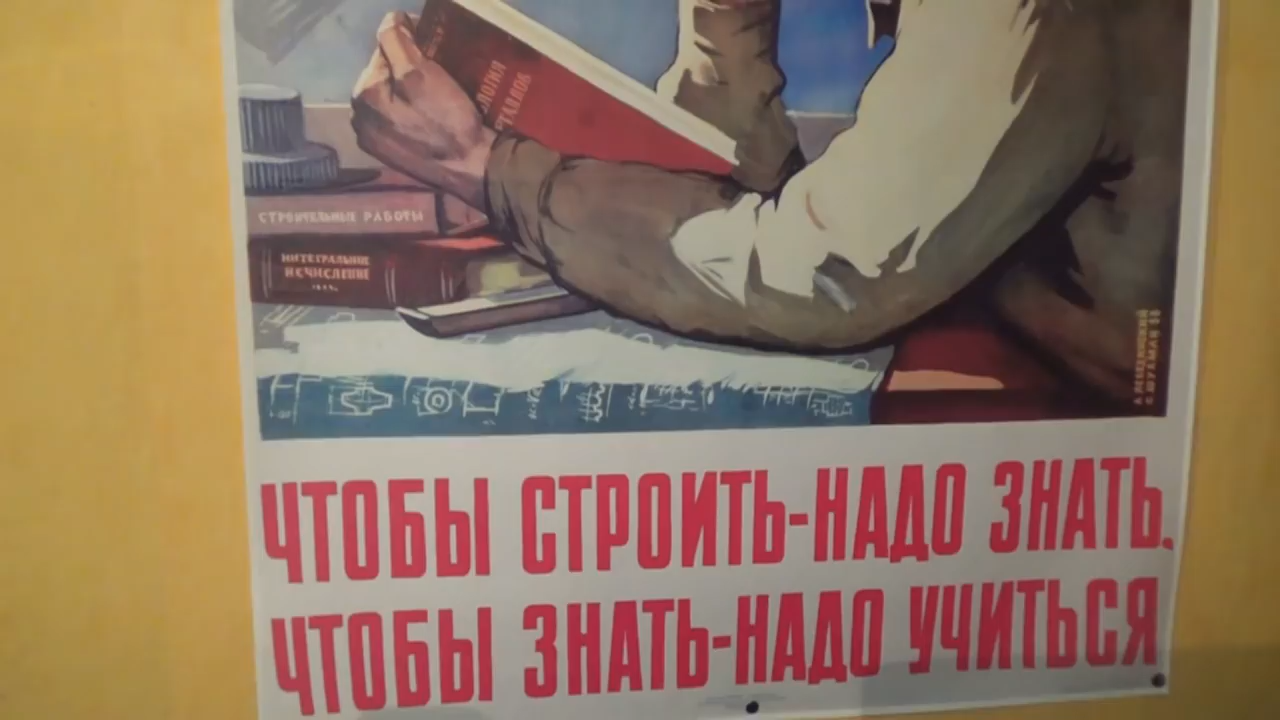 СТРОИТЕЛЬНЫЕ РАБОТЫ
ИНТЕГРАЛЬНОЕ
ИСЧИСЛЕНИЕ
ЧТОБЫ СТРОИТЬ-НАДО ЗНАТЬ,
ЧТОБЫ ЗНАТЬ-НАДО УЧИТЬСЯ